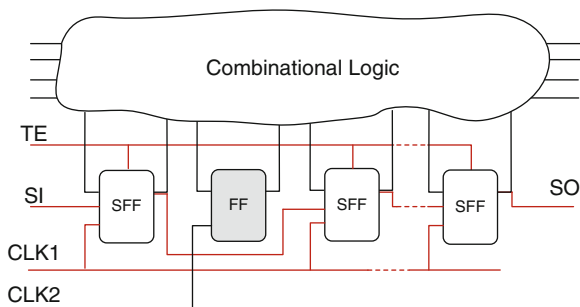 Combinational Logic
TE
SI
SFF
FF
SFF
SFF
SO
CLK1
CLK2